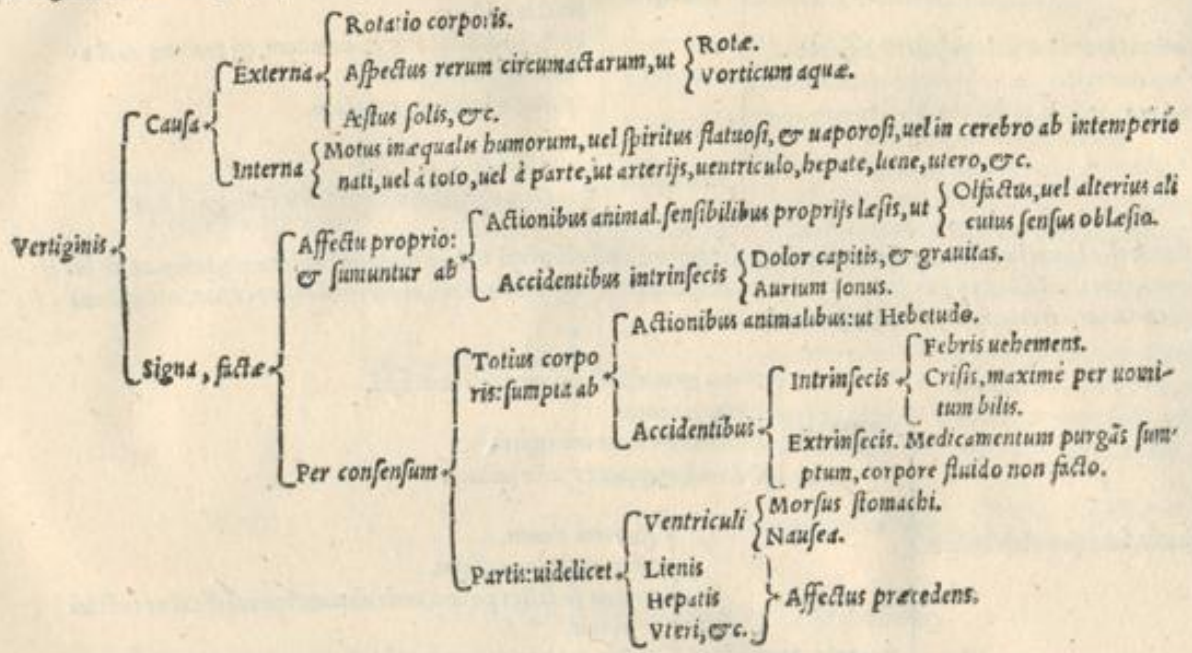 Rotatio corporis.
Externa
Aspectus rerum circumactarum, ut
Rotæ.
Vorticum aquæ.
Æstus solis, &c.
Causa
Interna
Motus inæqualis humorum, uel spiritus flatuosi, & uaporosi, uel in cerebro ab intemperie
nati, uel à toto, uel à parte, ut arterijs, uentriculo, hepate, liene, utero, &c.
Vertiginis
Affectu proprio:
& sumuntur ab
Actionibus animal. sensibilibus proprijs læsis, ut
Olfactus, uel alterius ali
cuius sensus oblæsio.
Accidentibus intrinsecis
Dolor capitis, & grauitas.
Aurium sonus.
Signa, factæ
Totius corpo
ris: sumpta ab
Actionibus animalibus: ut Hebetudo.
Accidentibus
Intrinsecis
Febris uehemens.
Crisis, maximè per uomi-
tum bilis.
Extrinsecis. Medicamentum purgãs sum-
ptum, corpore fluido non facto.
Per consensum
Partis: uidelicet
Ventriculi
Morsus stomachi.
Nausea.
Lienis
Hepatis
Vteri, &c.
Affectus præcedens.